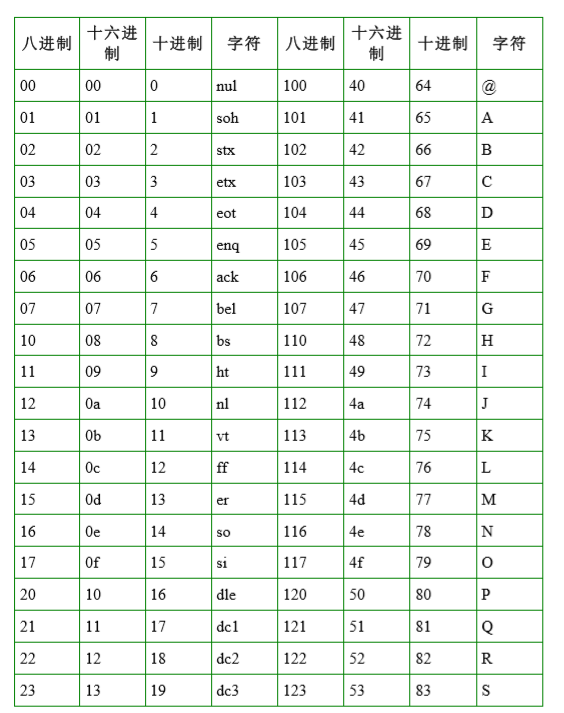 八进制 十六进制 十进制 字符 八进制 十六进制 十进制 字符
00 00 0 nul 100 40 64 @
01 01 1 soh 101 41 65 A
02 02 2 stx 102 42 66 B
03 03 3 etx 103 43 67 C
04 04 4 eot 104 44 68 D
05 05 5 enq 105 45 69 E
06 06 6 ack 106 46 70 F
07 07 7 bel 107 47 71 G
10 08 8 bs 110 48 72 H
11 09 9 ht 111 49 73 I
12 0a 10 nl 112 4a 74 J
13 0b 11 vt 113 4b 75 K
14 0c 12 ff 114 4c 76 L
15 0d 13 er 115 4d 77 M
16 0e 14 so 116 4e 78 N
17 0f 15 si 117 4f 79 O
20 10 16 dle 120 50 80 P
21 11 17 dc1 121 51 81 Q
22 12 18 dc2 122 52 82 R
23 13 19 dc3 123 53 83 S